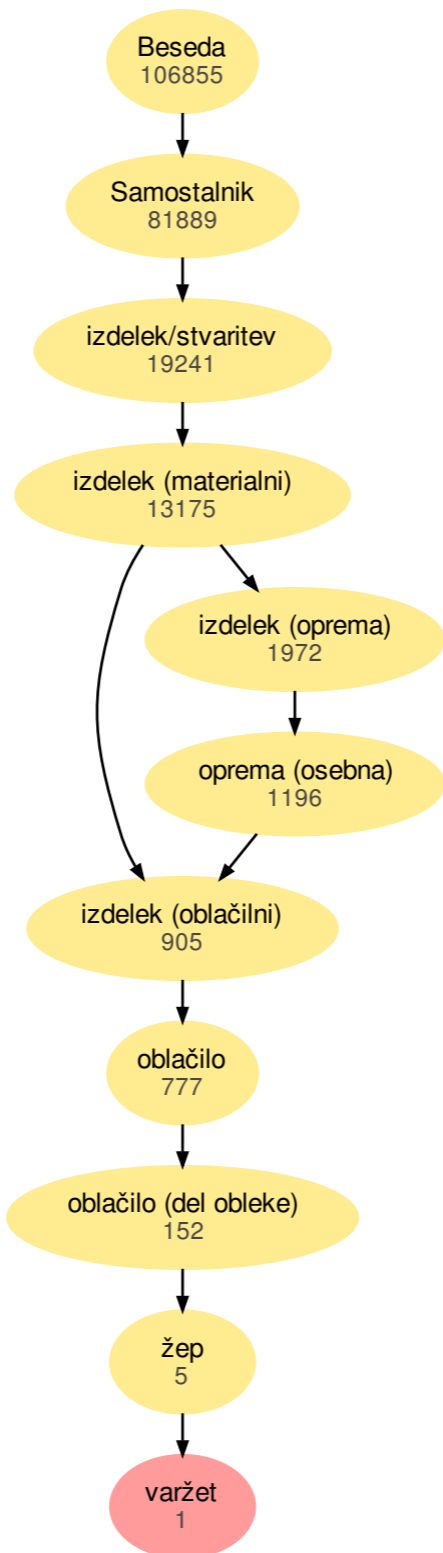 Beseda
106855
Samostalnik
81889
izdelek/stvaritev
19241
izdelek (materialni)
13175
izdelek (oprema)
1972
oprema (osebna)
1196
izdelek (oblačilni)
905
oblačilo
777
oblačilo (del obleke)
152
žep
5
varžet
1